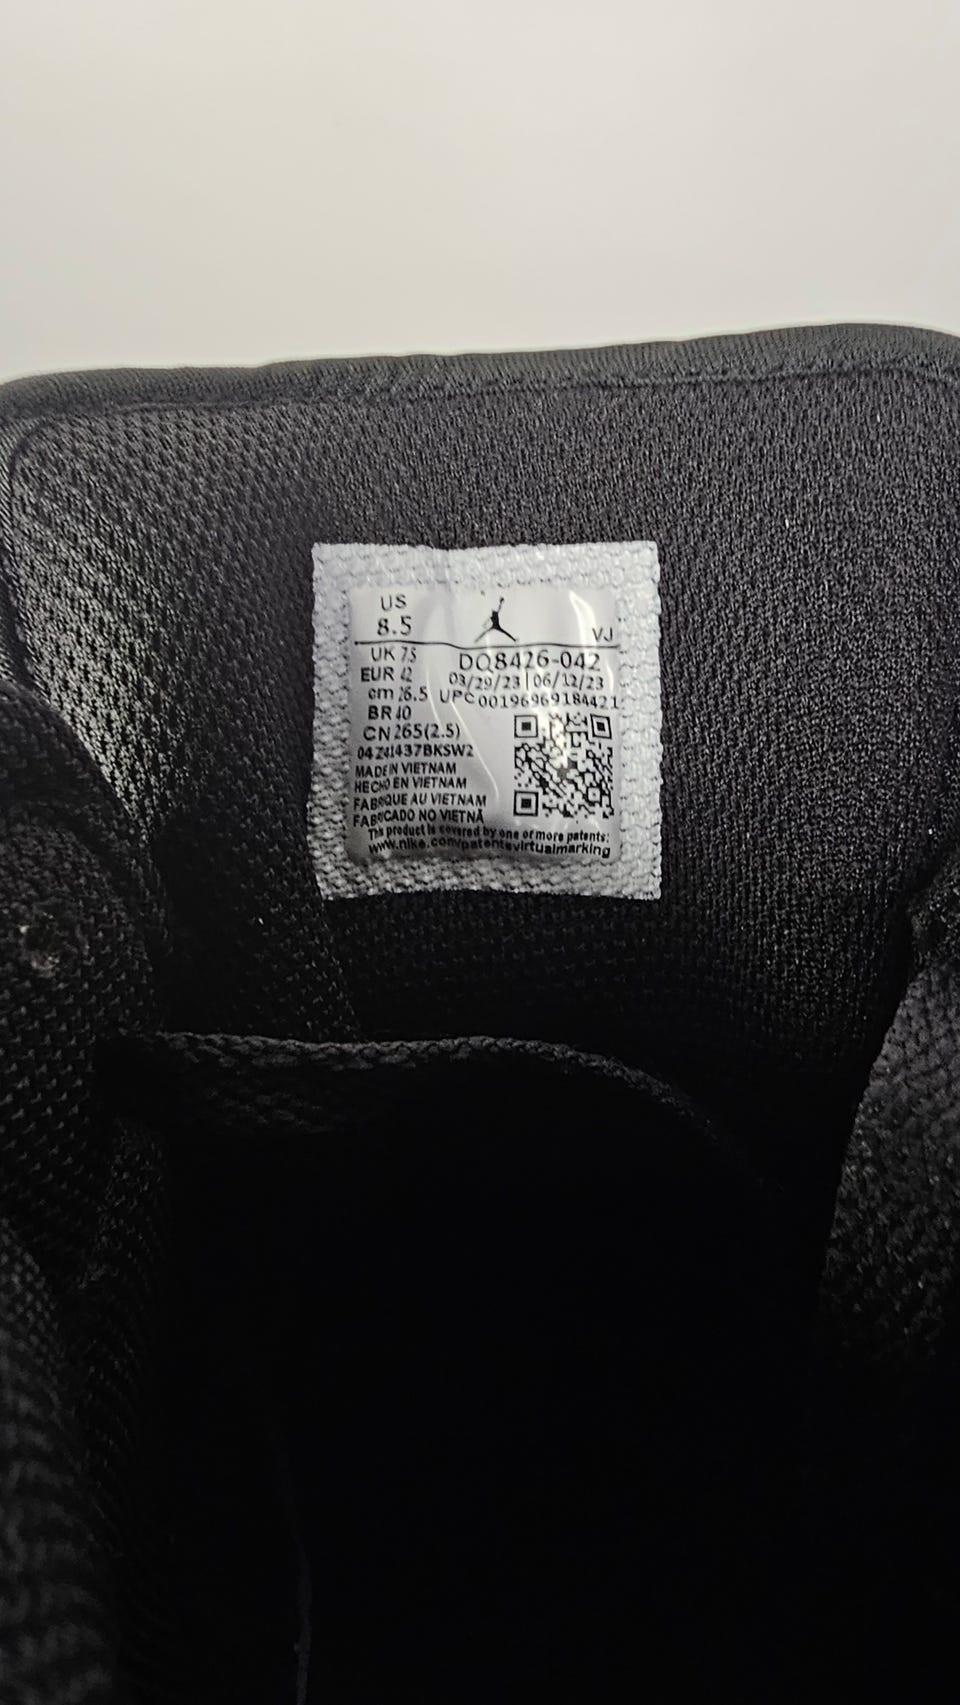 US
8.5
VJ
UK 7.5
DQ8426-042
EUR 42
03/29/23 | 06/12/23
cm 26.5
UPC 00196969184421
BR 40
CN 265(2.5)
04Z41437BKSW2
MADE IN VIETNAM
HECHO EN VIETNAM
FABRIQUE AU VIETNAM
FABRICADO NO VIETNÃ
This product is covered by one or more patents:
www.nike.com/patentsvirtualmarking